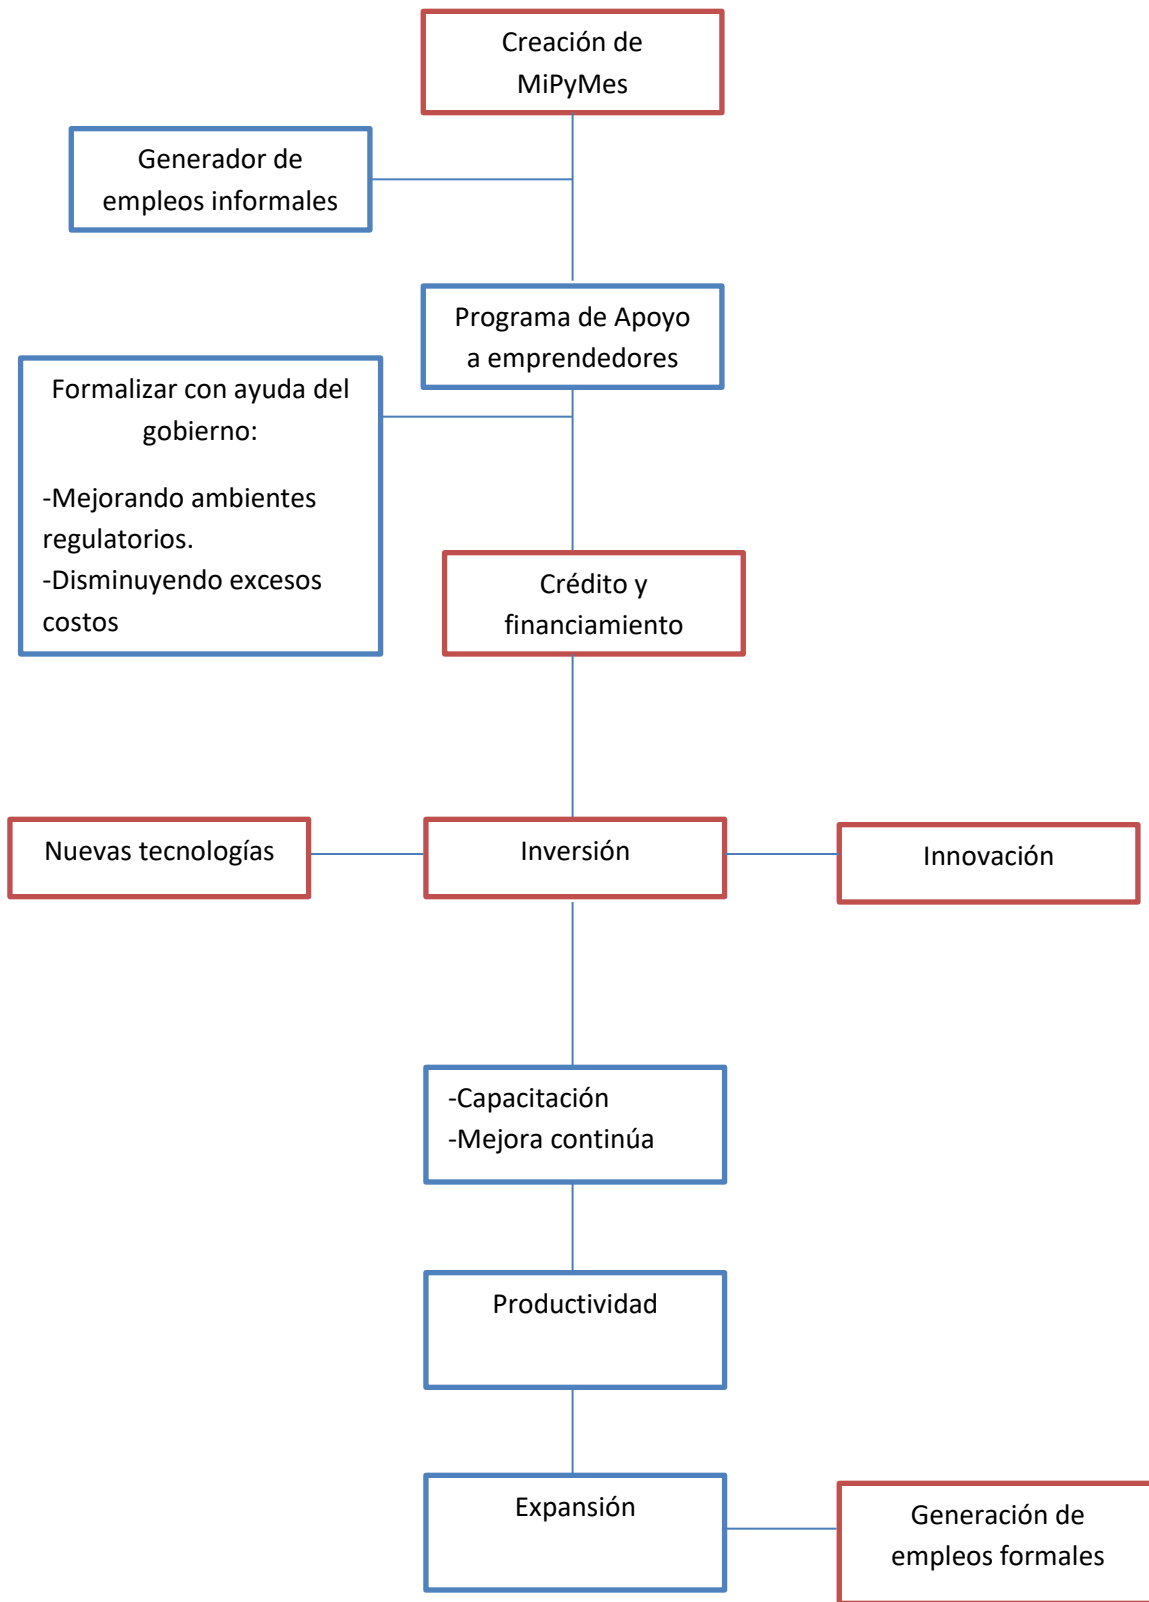 Creación de
MiPyMes
Generador de
empleos informales
Programa de Apoyo
a emprendedores
Formalizar con ayuda del
gobierno:
-Mejorando ambientes
regulatorios.
-Disminuyendo excesos
costos
Crédito y
financiamiento
Nuevas tecnologías
Inversión
Innovación
-Capacitación
-Mejora continúa
Productividad
Expansión
Generación de
empleos formales